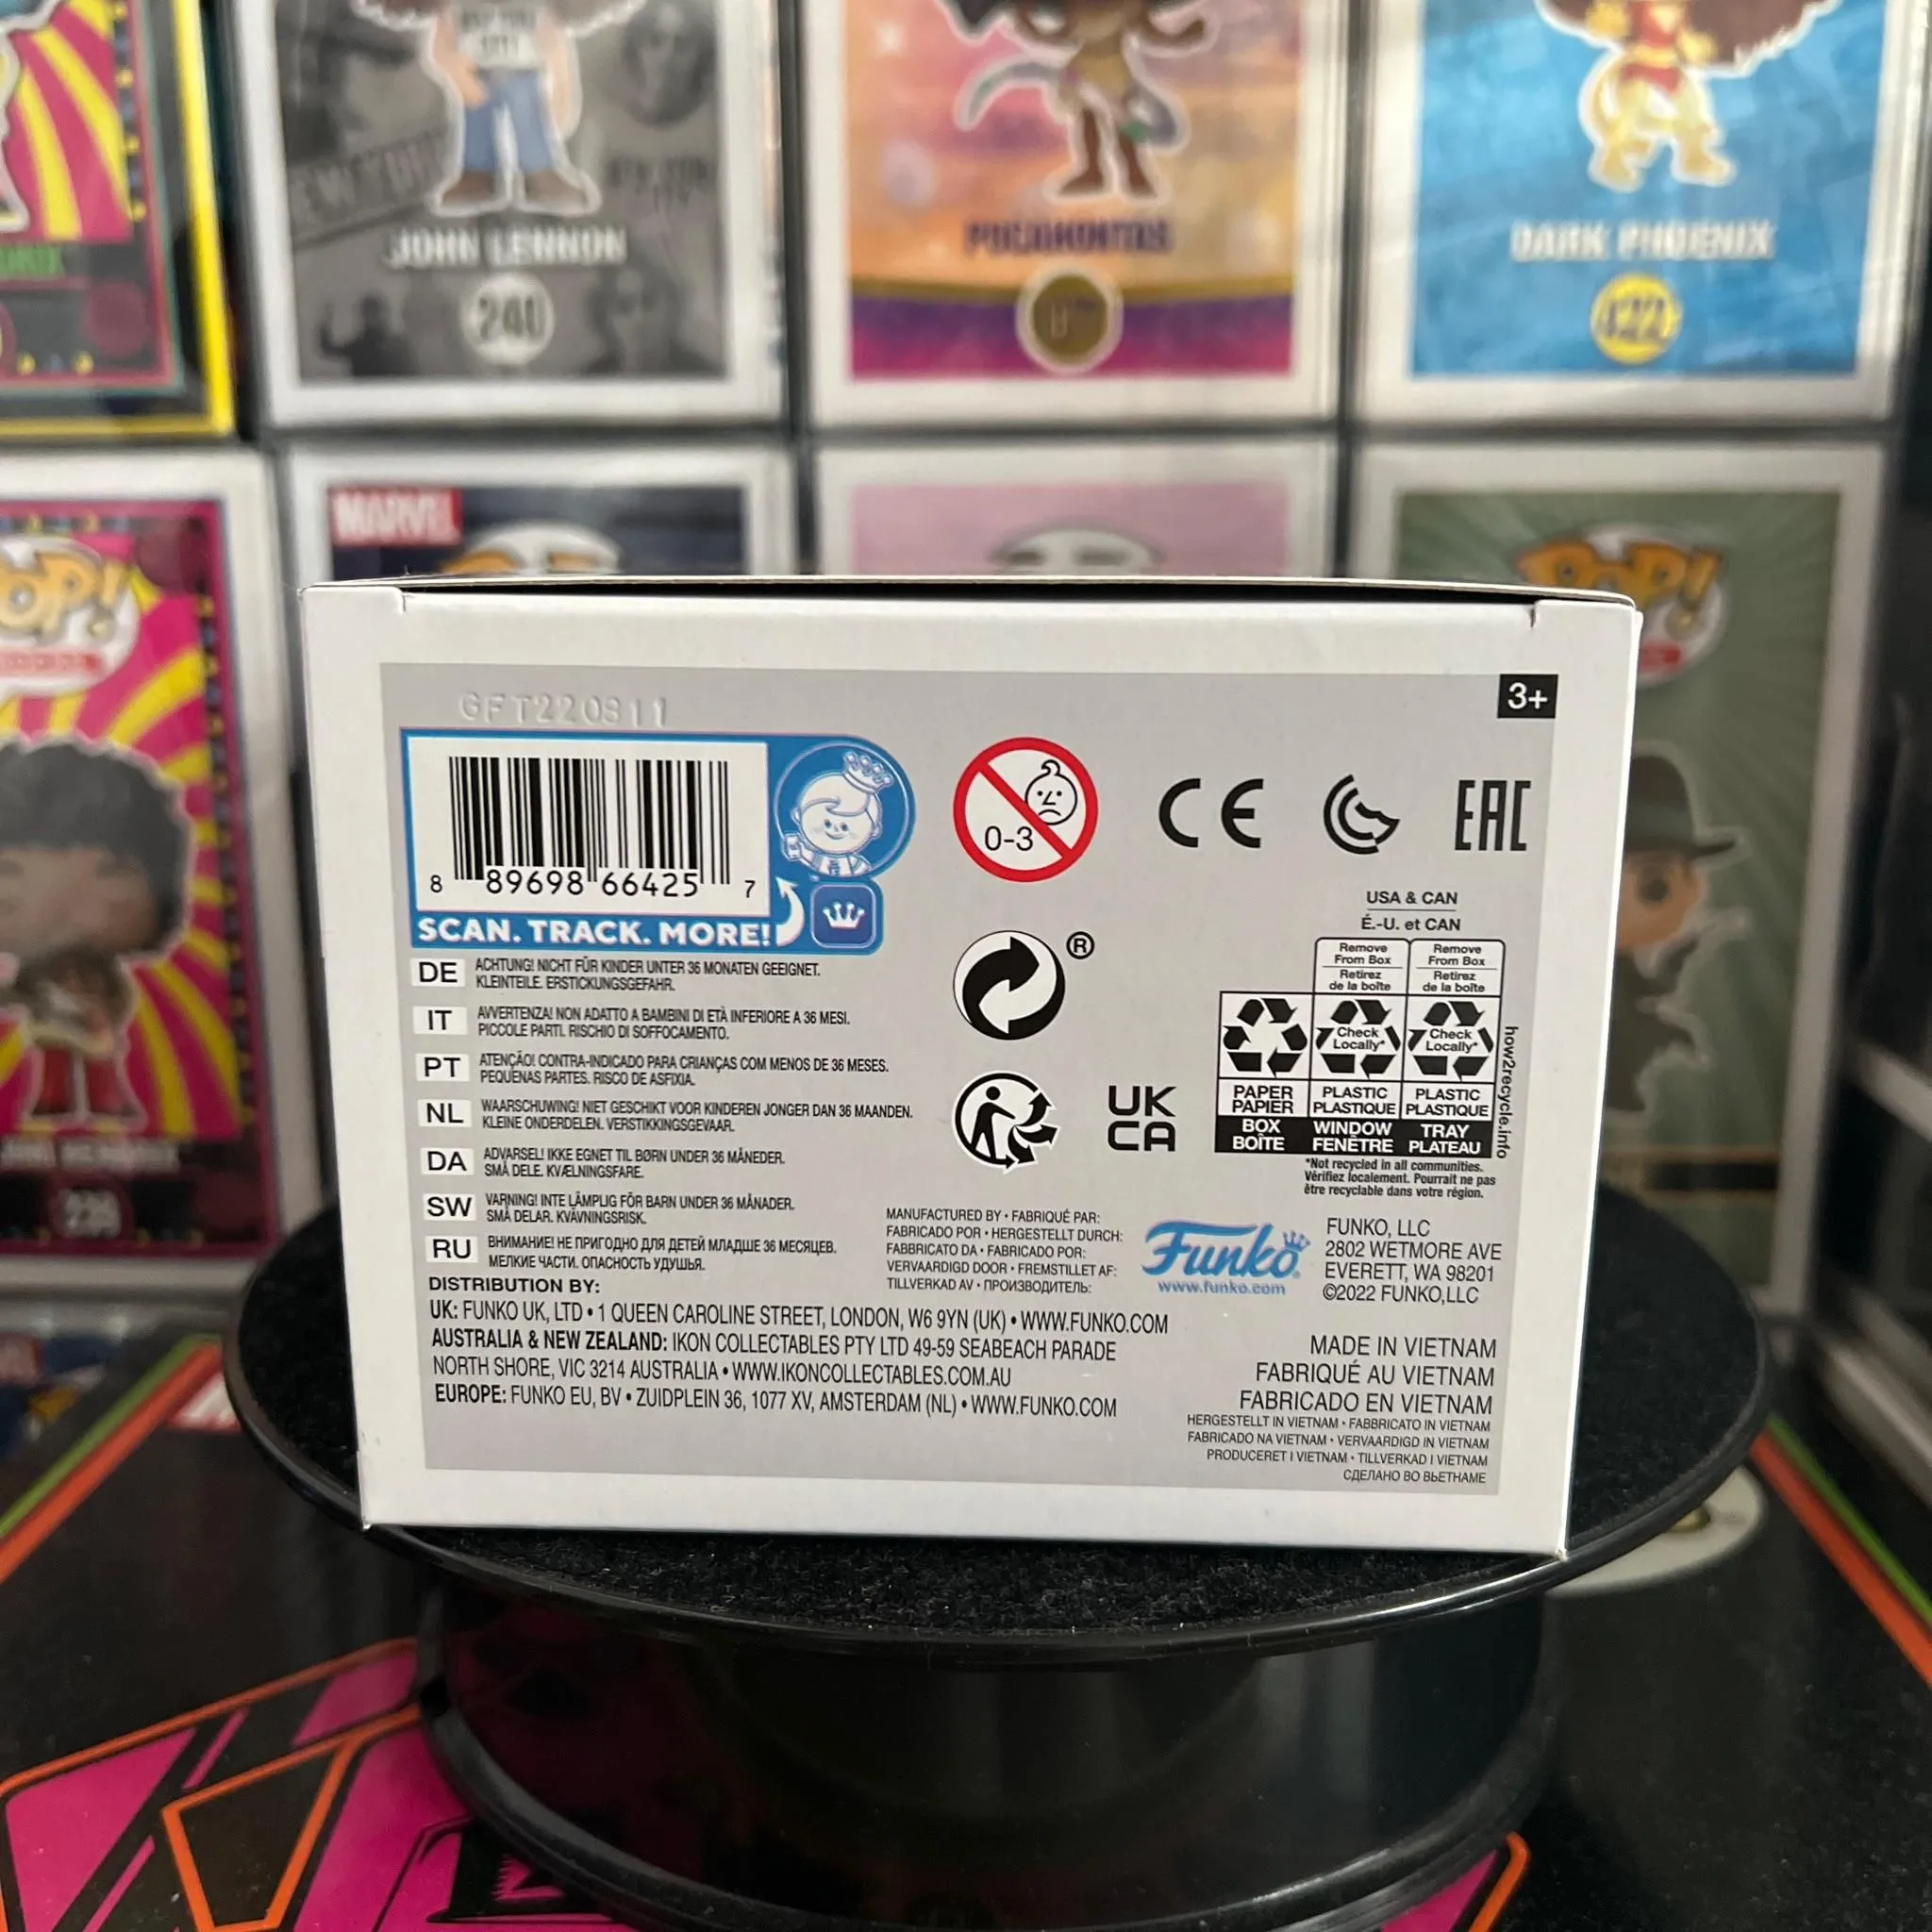 JOHN LENNON
240
POCAHONTAS
DARK PHOENIX
422
MARVEL
POP!
POP!
239
GFT220811
3+
8 89698 66425 7
SCAN. TRACK. MORE!
0-3
CE
EAC
®
UK
CA
DE ACHTUNG! NICHT FÜR KINDER UNTER 36 MONATEN GEEIGNET.
KLEINTEILE. ERSTICKUNGSGEFAHR.
IT AVVERTENZA! NON ADATTO A BAMBINI DI ETÀ INFERIORE A 36 MESI.
PICCOLE PARTI. RISCHIO DI SOFFOCAMENTO.
PT ATENÇÃO! CONTRA-INDICADO PARA CRIANÇAS COM MENOS DE 36 MESES.
PEQUENAS PARTES. RISCO DE ASFIXIA.
NL WAARSCHUWING! NIET GESCHIKT VOOR KINDEREN JONGER DAN 36 MAANDEN.
KLEINE ONDERDELEN. VERSTIKKINGSGEVAAR.
DA ADVARSEL! IKKE EGNET TIL BØRN UNDER 36 MÅNEDER.
SMÅ DELE. KVÆLNINGSFARE.
SW VARNING! INTE LÄMPLIG FÖR BARN UNDER 36 MÅNADER.
SMÅ DELAR. KVÄVNINGSRISK.
RU ВНИМАНИЕ! НЕ ПРИГОДНО ДЛЯ ДЕТЕЙ МЛАДШЕ 36 МЕСЯЦЕВ.
МЕЛКИЕ ЧАСТИ. ОПАСНОСТЬ УДУШЬЯ.
USA & CAN
É.-U. et CAN
Remove From Box Retirez de la boîte
Remove From Box Retirez de la boîte
Check Locally*
Check Locally*
PAPER PAPIER BOX BOÎTE
PLASTIC PLASTIQUE WINDOW FENÊTRE
PLASTIC PLASTIQUE TRAY PLATEAU
how2recycle.info
*Not recycled in all communities.
Vérifiez localement. Pourrait ne pas
être recyclable dans votre région.
MANUFACTURED BY • FABRIQUÉ PAR:
FABRICADO POR • HERGESTELLT DURCH:
FABBRICATO DA • FABRICADO POR:
VERVAARDIGD DOOR • FREMSTILLET AF:
TILLVERKAD AV • ПРОИЗВОДИТЕЛЬ:
Funko
www.funko.com
FUNKO, LLC
2802 WETMORE AVE
EVERETT, WA 98201
©2022 FUNKO,LLC
DISTRIBUTION BY:
UK: FUNKO UK, LTD • 1 QUEEN CAROLINE STREET, LONDON, W6 9YN (UK) • WWW.FUNKO.COM
AUSTRALIA & NEW ZEALAND: IKON COLLECTABLES PTY LTD 49-59 SEABEACH PARADE
NORTH SHORE, VIC 3214 AUSTRALIA • WWW.IKONCOLLECTABLES.COM.AU
EUROPE: FUNKO EU, BV • ZUIDPLEIN 36, 1077 XV, AMSTERDAM (NL) • WWW.FUNKO.COM
MADE IN VIETNAM
FABRIQUÉ AU VIETNAM
FABRICADO EN VIETNAM
HERGESTELLT IN VIETNAM • FABBRICATO IN VIETNAM
FABRICADO NA VIETNAM • VERVAARDIGD IN VIETNAM
PRODUCERET I VIETNAM • TILLVERKAD I VIETNAM
СДЕЛАНО ВО ВЬЕТНАМЕ